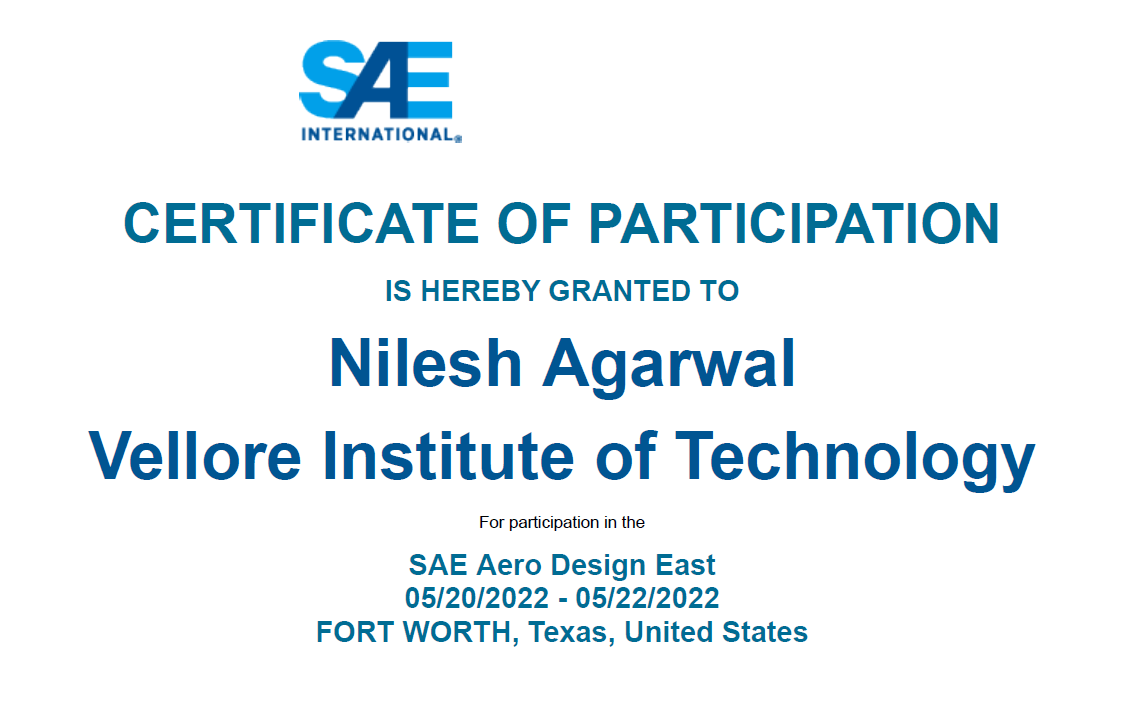 SAE
INTERNATIONAL®
CERTIFICATE OF PARTICIPATION
IS HEREBY GRANTED TO
Nilesh Agarwal
Vellore Institute of Technology
For participation in the
SAE Aero Design East
05/20/2022 - 05/22/2022
FORT WORTH, Texas, United States